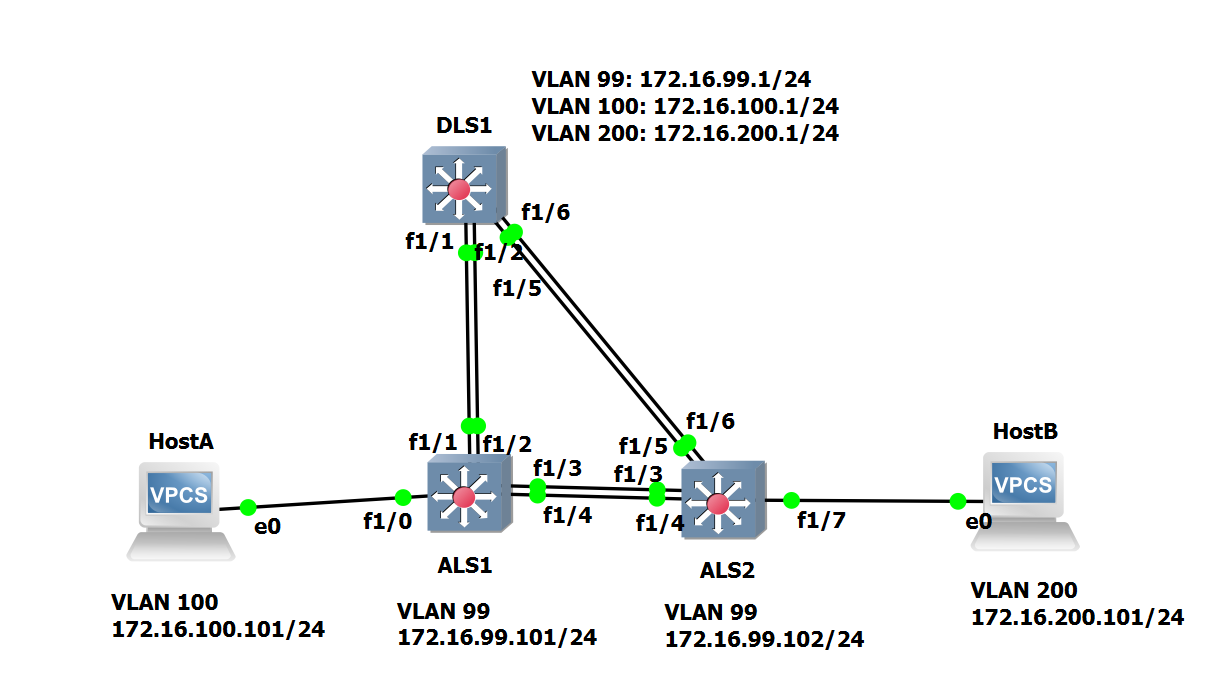 VLAN 99: 172.16.99.1/24
VLAN 100: 172.16.100.1/24
VLAN 200: 172.16.200.1/24
DLS1
f1/6
f1/1
f1/2
f1/5
f1/6
HostA
f1/1
f1/2
f1/5
HostB
f1/3
f1/3
VPCS
VPCS
f1/0
f1/4
f1/4
f1/7
e0
e0
ALS1
ALS2
VLAN 100
172.16.100.101/24
VLAN 99
172.16.99.101/24
VLAN 99
172.16.99.102/24
VLAN 200
172.16.200.101/24